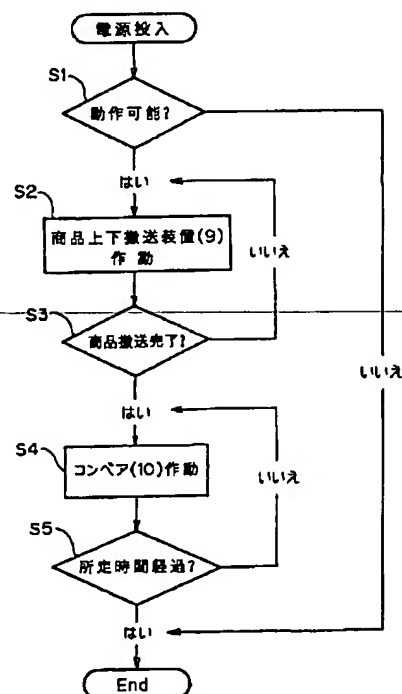 電源投入
S1
動作可能?
はい
S2
商品上下搬送装置(9)
作動
いいえ
S3
商品搬送完了?
いいえ
はい
S4
コンベア(10)作動
いいえ
S5
所定時間経過?
はい
End